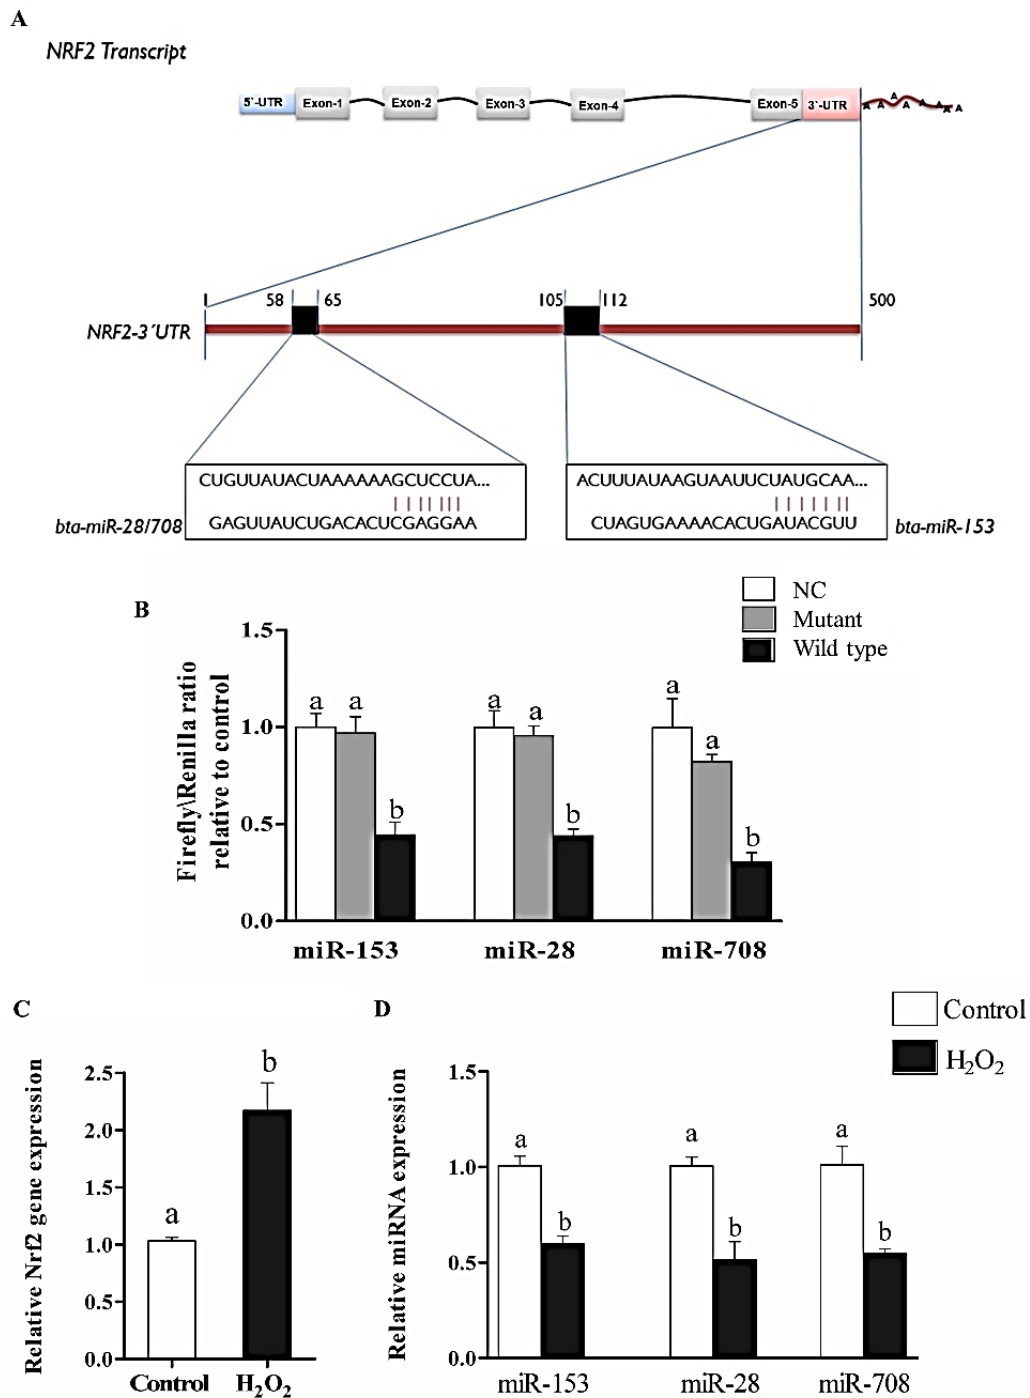 A
NRF2 Transcript
5`-UTR Exon-1 Exon-2 Exon-3 Exon-4 Exon-5 3`-UTR A A A A A A A A
1 58 65 105 112 500
NRF2-3´UTR
CUGUUAUACUAAAAAAGCUCCUA... ACUUUAUAAGUAAUUCUAUGCAA...
bta-miR-28/708 GAGUUAUCUGACACUCGAGGAA CUAGUGAAAACACUGAUACGUU bta-miR-153
B
NC
Mutant
Wild type
Firefly\Renilla ratio
relative to control
1.5
1.0
0.5
0.0
a a b a a b a a b
miR-153 miR-28 miR-708
C
Relative Nrf2 gene expression
2.5
2.0
1.5
1.0
0.5
0.0
a b
Control H₂O₂
D
Control
H₂O₂
Relative miRNA expression
1.5
1.0
0.5
0.0
a b a b a b
miR-153 miR-28 miR-708